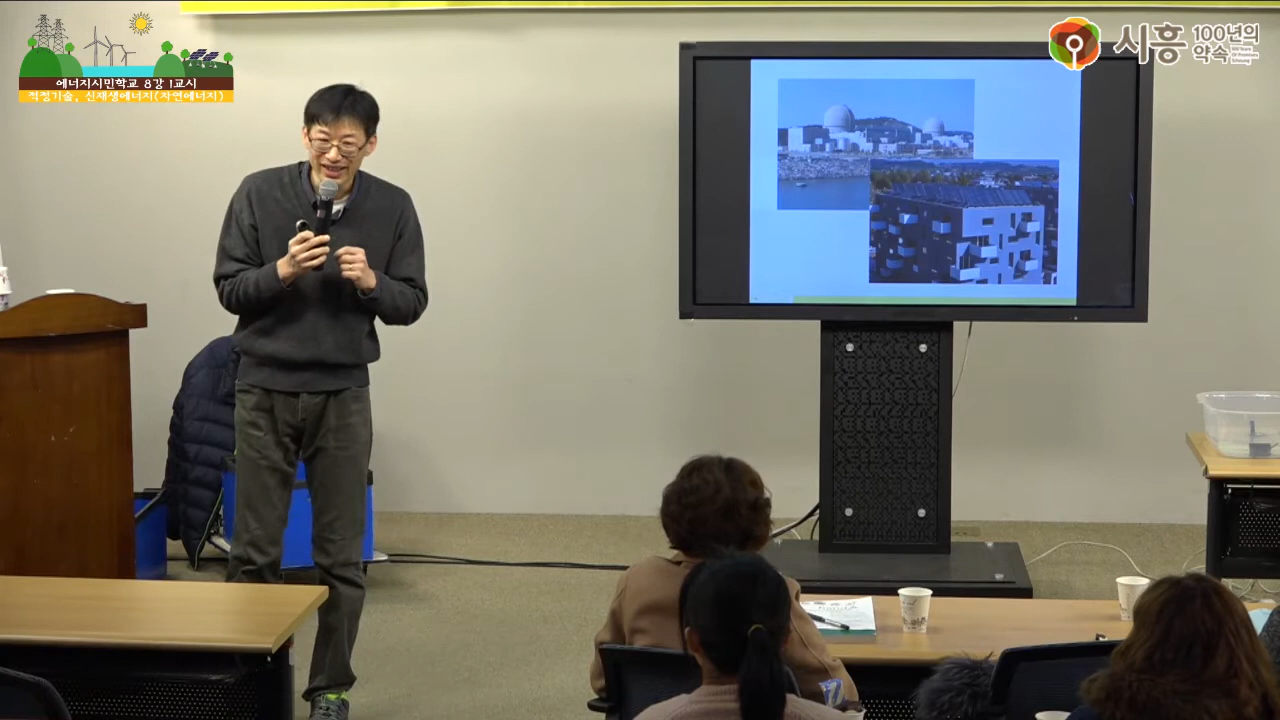 에너지시민학교 8강 1교시
적정기술, 신재생에너지(자연에너지)
시흥 100년의
약속